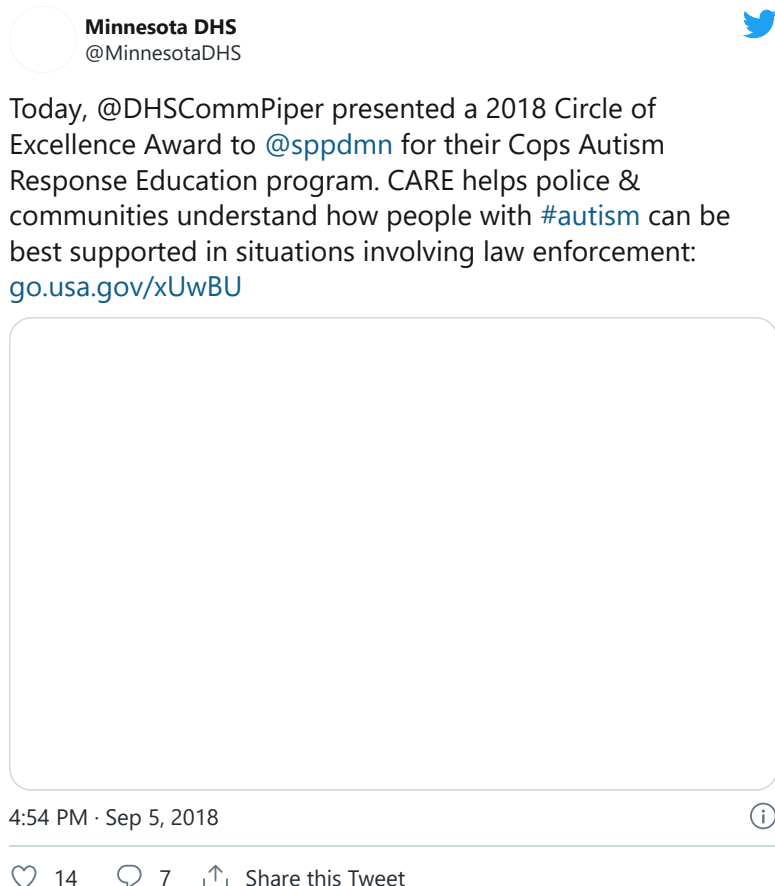 Minnesota DHS
@MinnesotaDHS
Today, @DHSCommPiper presented a 2018 Circle of
Excellence Award to @sppdmn for their Cops Autism
Response Education program. CARE helps police &
communities understand how people with #autism can be
best supported in situations involving law enforcement:
go.usa.gov/xUwBU
4:54 PM · Sep 5, 2018
14 7 Share this Tweet